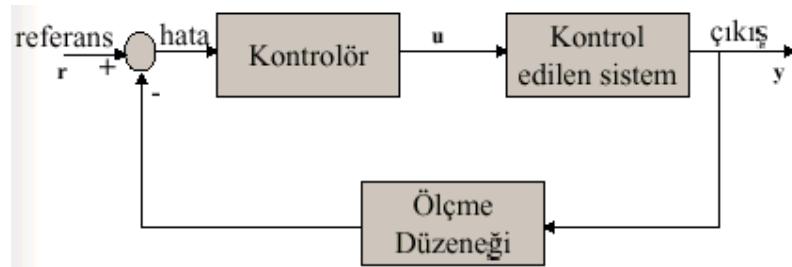 referans
r
+
-
hata
Kontrolör
u
Kontrol
edilen sistem
çıkış
y
Ölçme
Düzeneği